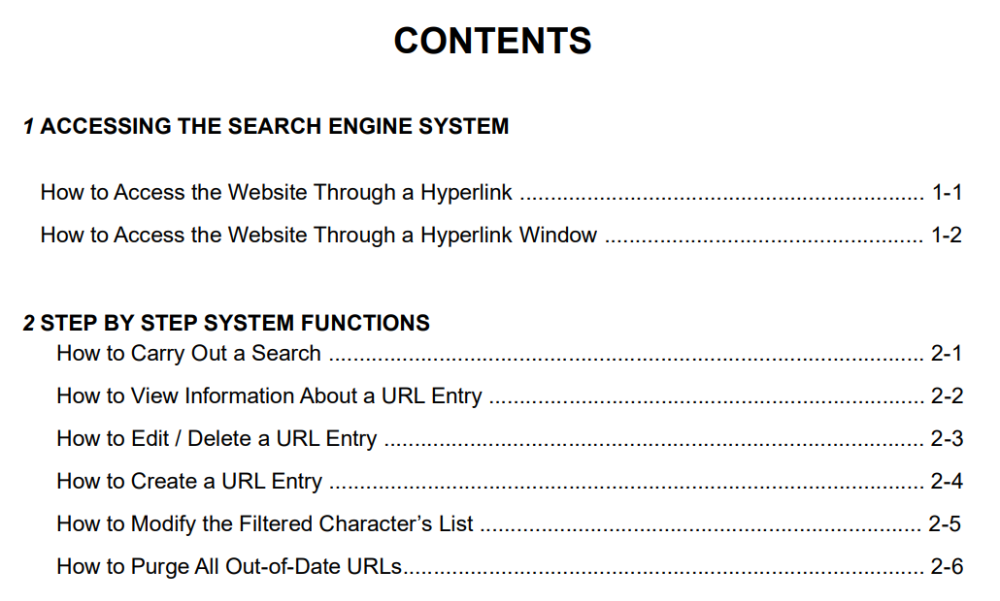 CONTENTS
1 ACCESSING THE SEARCH ENGINE SYSTEM
How to Access the Website Through a Hyperlink .................................................................. 1-1
How to Access the Website Through a Hyperlink Window .................................................... 1-2
2 STEP BY STEP SYSTEM FUNCTIONS
How to Carry Out a Search ................................................................................................. 2-1
How to View Information About a URL Entry ....................................................................... 2-2
How to Edit / Delete a URL Entry ........................................................................................ 2-3
How to Create a URL Entry ................................................................................................. 2-4
How to Modify the Filtered Character’s List ........................................................................ 2-5
How to Purge All Out-of-Date URLs..................................................................................... 2-6